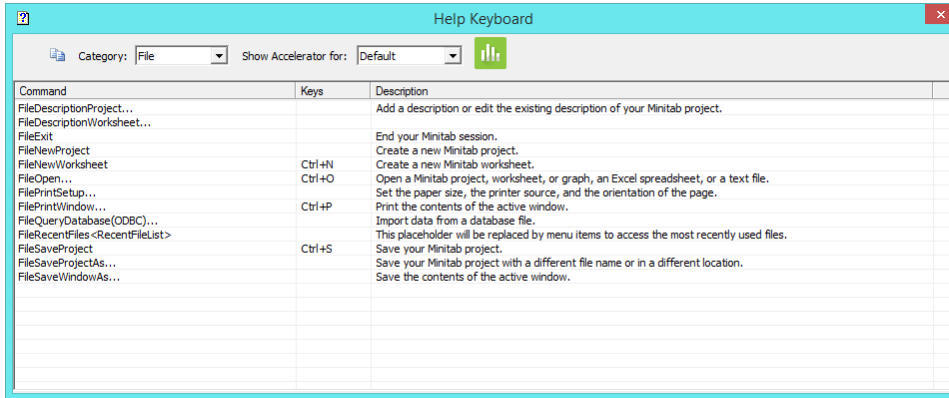 Help Keyboard
Category: File Show Accelerator for: Default
Command Keys Description
FileDescriptionProject... Add a description or edit the existing description of your Minitab project.
FileDescriptionWorksheet...
FileExit End your Minitab session.
FileNewProject Create a new Minitab project.
FileNewWorksheet Ctrl+N Create a new Minitab worksheet.
FileOpen... Ctrl+O Open a Minitab project, worksheet, or graph, an Excel spreadsheet, or a text file.
FilePrintSetup... Set the paper size, the printer source, and the orientation of the page.
FilePrintWindow... Ctrl+P Print the contents of the active window.
FileQueryDatabase(ODBC)... Import data from a database file.
FileRecentFiles<RecentFileList> This placeholder will be replaced by menu items to access the most recently used files.
FileSaveProject Ctrl+S Save your Minitab project.
FileSaveProjectAs... Save your Minitab project with a different file name or in a different location.
FileSaveWindowAs... Save the contents of the active window.